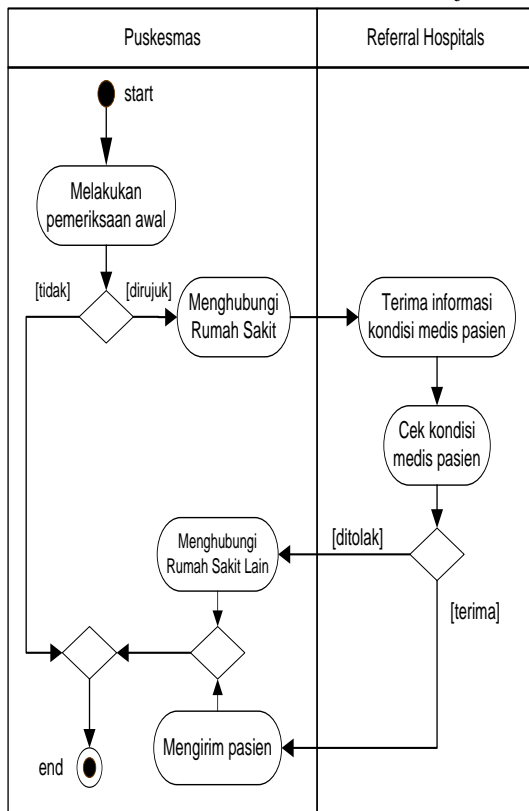 Puskesmas
Referral Hospitals
start
Melakukan
pemeriksaan awal
[tidak]
[dirujuk]
Menghubungi
Rumah Sakit
Terima informasi
kondisi medis pasien
Cek kondisi
medis pasien
[ditolak]
Menghubungi
Rumah Sakit Lain
[terima]
Mengirim pasien
end